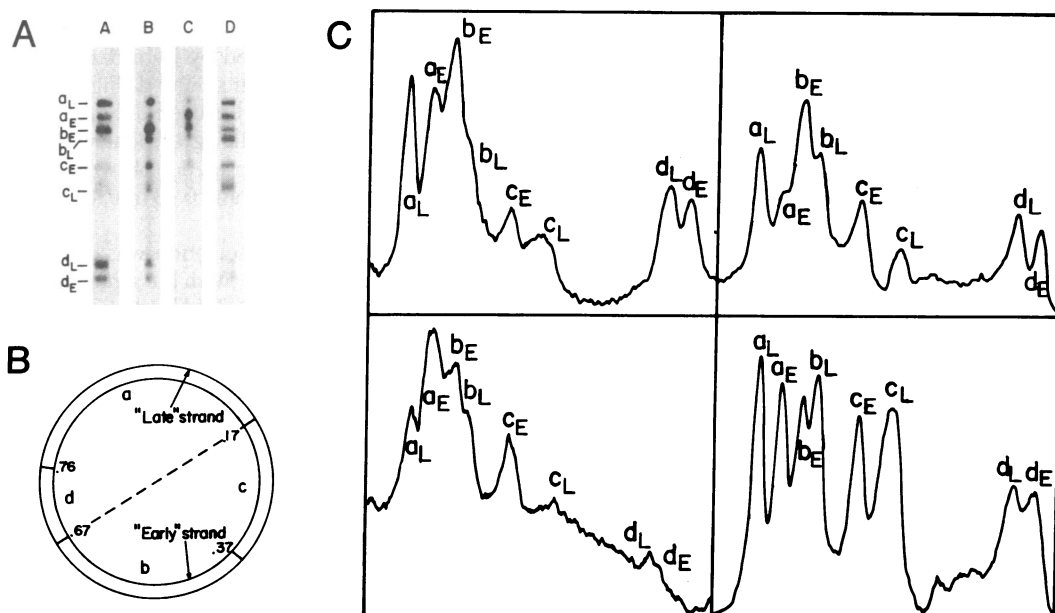 A
A B C D
aL
aE
bE
bL
cE
cL
dL
dE
B
a
"Late" strand
.17
.76
d
c
.67
"Early" strand
.37
b
C
aL
aE
bE
bL
cE
cL
dL
dE
aL
aE
bE
bL
cE
cL
dL
dE
aL
aE
bE
bL
cE
cL
dL
dE
aL
aE
bE
bL
cE
cL
dL
dE